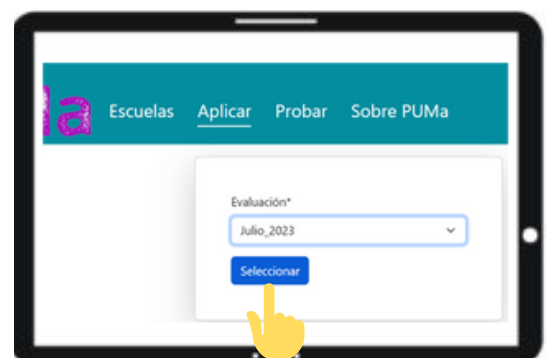 a Escuelas Aplicar Probar Sobre PUMa
Evaluación*
Julio_2023
Seleccionar